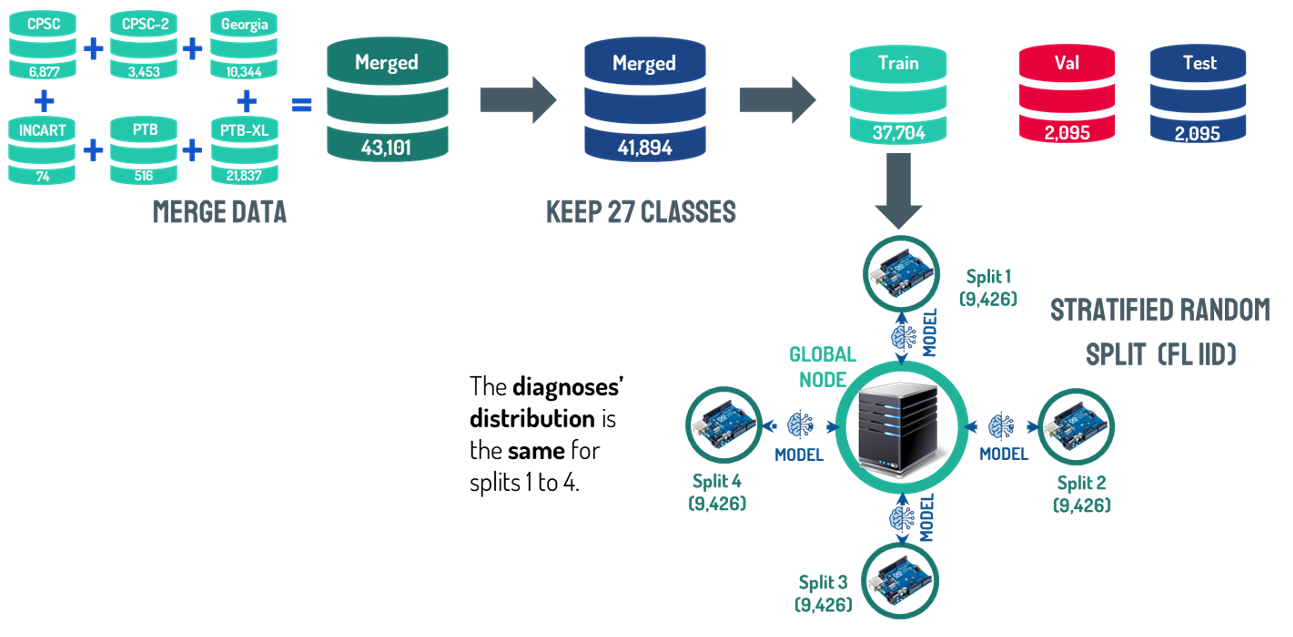 CPSC
6,877
+
CPSC-2
3,453
+
Georgia
10,344
+
+
INCART
74
+
PTB
516
+
PTB-XL
21,837
=
Merged
43,101
Merged
41,894
Train
37,704
Val
2,095
Test
2,095
MERGE DATA
KEEP 27 CLASSES
Split 1
(9,426)
STRATIFIED RANDOM
SPLIT (FL IID)
MODEL
GLOBAL
NODE
The diagnoses’
distribution is
the same for
splits 1 to 4.
MODEL
MODEL
Split 4
(9,426)
Split 2
(9,426)
MODEL
Split 3
(9,426)